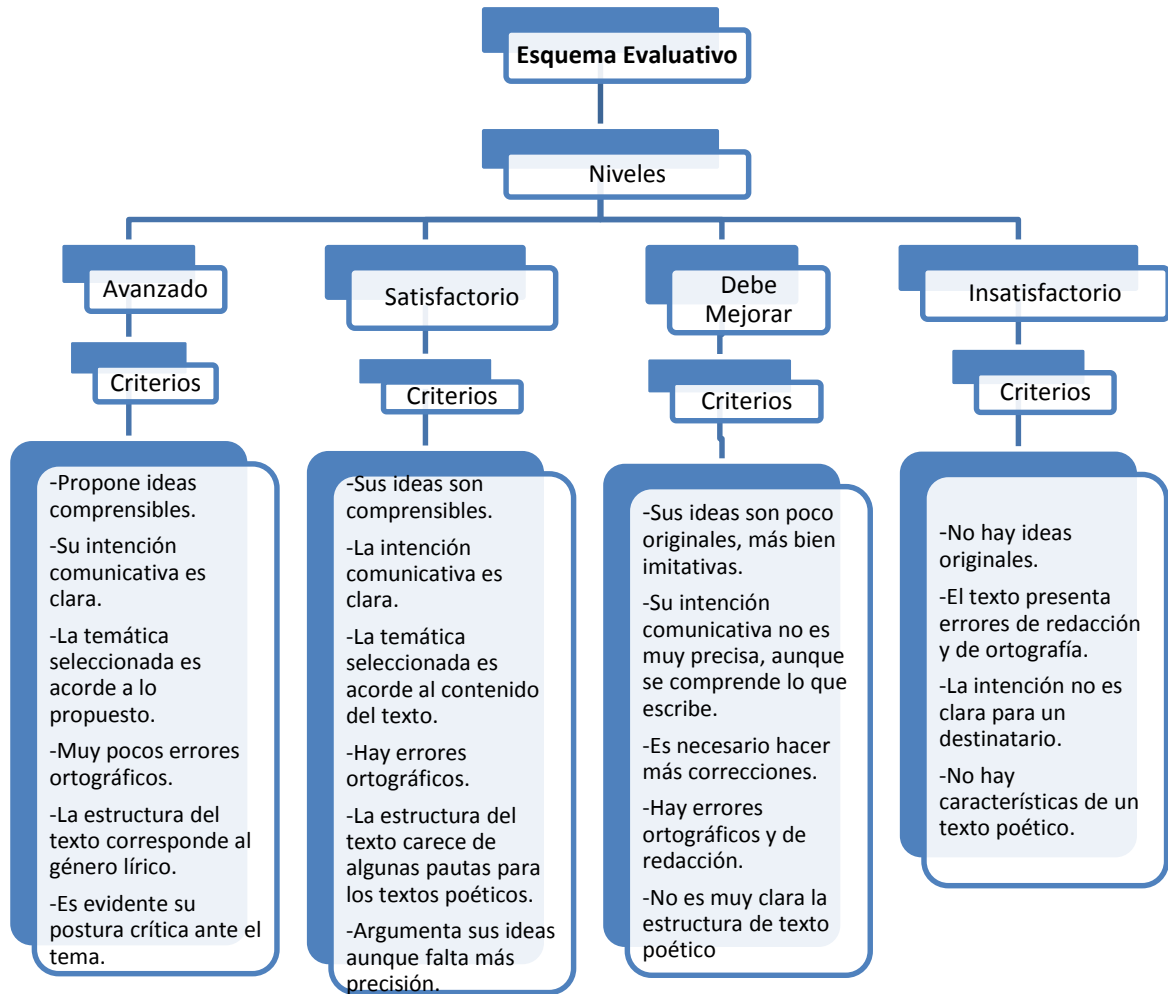 Esquema Evaluativo
Niveles
Avanzado
Criterios
-Propone ideas
comprensibles.
-Su intención
comunicativa es
clara.
-La temática
seleccionada es
acorde a lo
propuesto.
-Muy pocos errores
ortográficos.
-La estructura del
texto corresponde al
género lírico.
-Es evidente su
postura crítica ante el
tema.
Satisfactorio
Criterios
-Sus ideas son
comprensibles.
-La intención
comunicativa es
clara.
-La temática
seleccionada es
acorde al contenido
del texto.
-Hay errores
ortográficos.
-La estructura del
texto carece de
algunas pautas para
los textos poéticos.
-Argumenta sus ideas
aunque falta más
precisión.
Debe
Mejorar
Criterios
-Sus ideas son poco
originales, más bien
imitativas.
-Su intención
comunicativa no es
muy precisa, aunque
se comprende lo que
escribe.
-Es necesario hacer
más correcciones.
-Hay errores
ortográficos y de
redacción.
-No es muy clara la
estructura de texto
poético
Insatisfactorio
Criterios
-No hay ideas
originales.
-El texto presenta
errores de redacción
y de ortografía.
-La intención no es
clara para un
destinatario.
-No hay
características de un
texto poético.